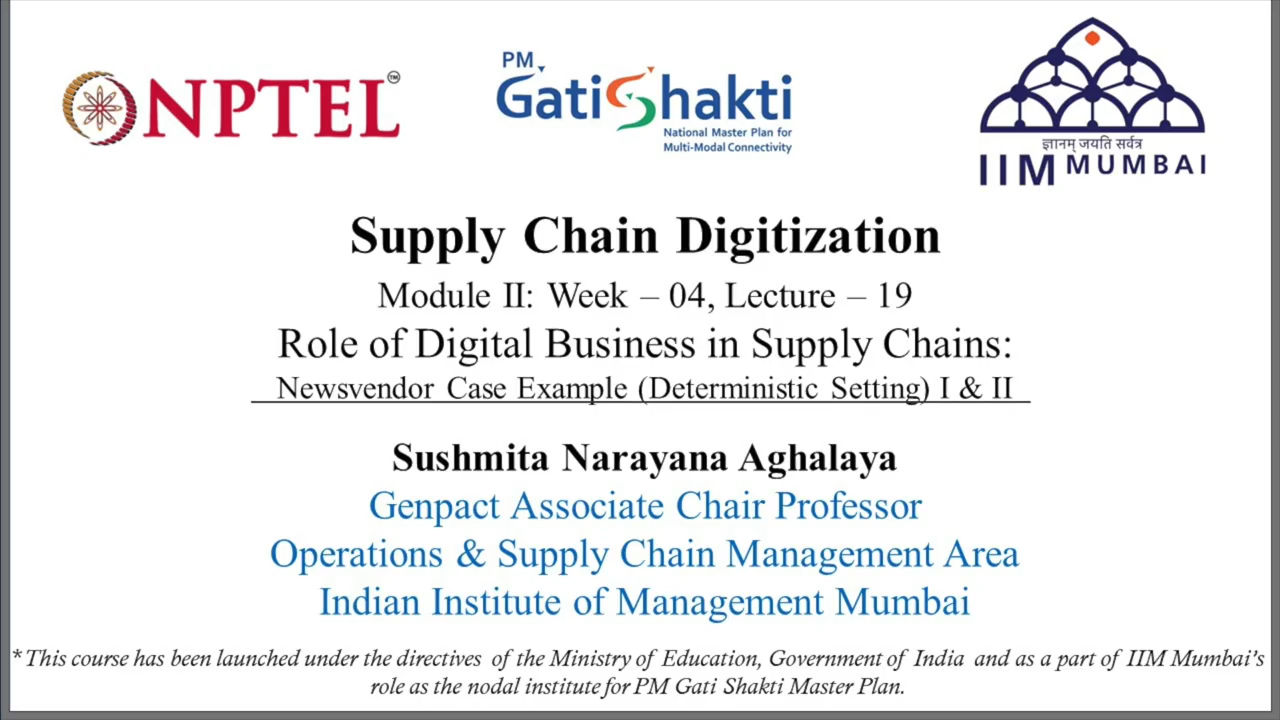 NPTEL™
PM
GatiShakti
National Master Plan for
Multi-Modal Connectivity
ज्ञानम् जयति सर्वत्र
IIM MUMBAI
Supply Chain Digitization
Module II: Week – 04, Lecture – 19
Role of Digital Business in Supply Chains:
Newsvendor Case Example (Deterministic Setting) I & II
Sushmita Narayana Aghalaya
Genpact Associate Chair Professor
Operations & Supply Chain Management Area
Indian Institute of Management Mumbai
*This course has been launched under the directives of the Ministry of Education, Government of India and as a part of IIM Mumbai's
role as the nodal institute for PM Gati Shakti Master Plan.